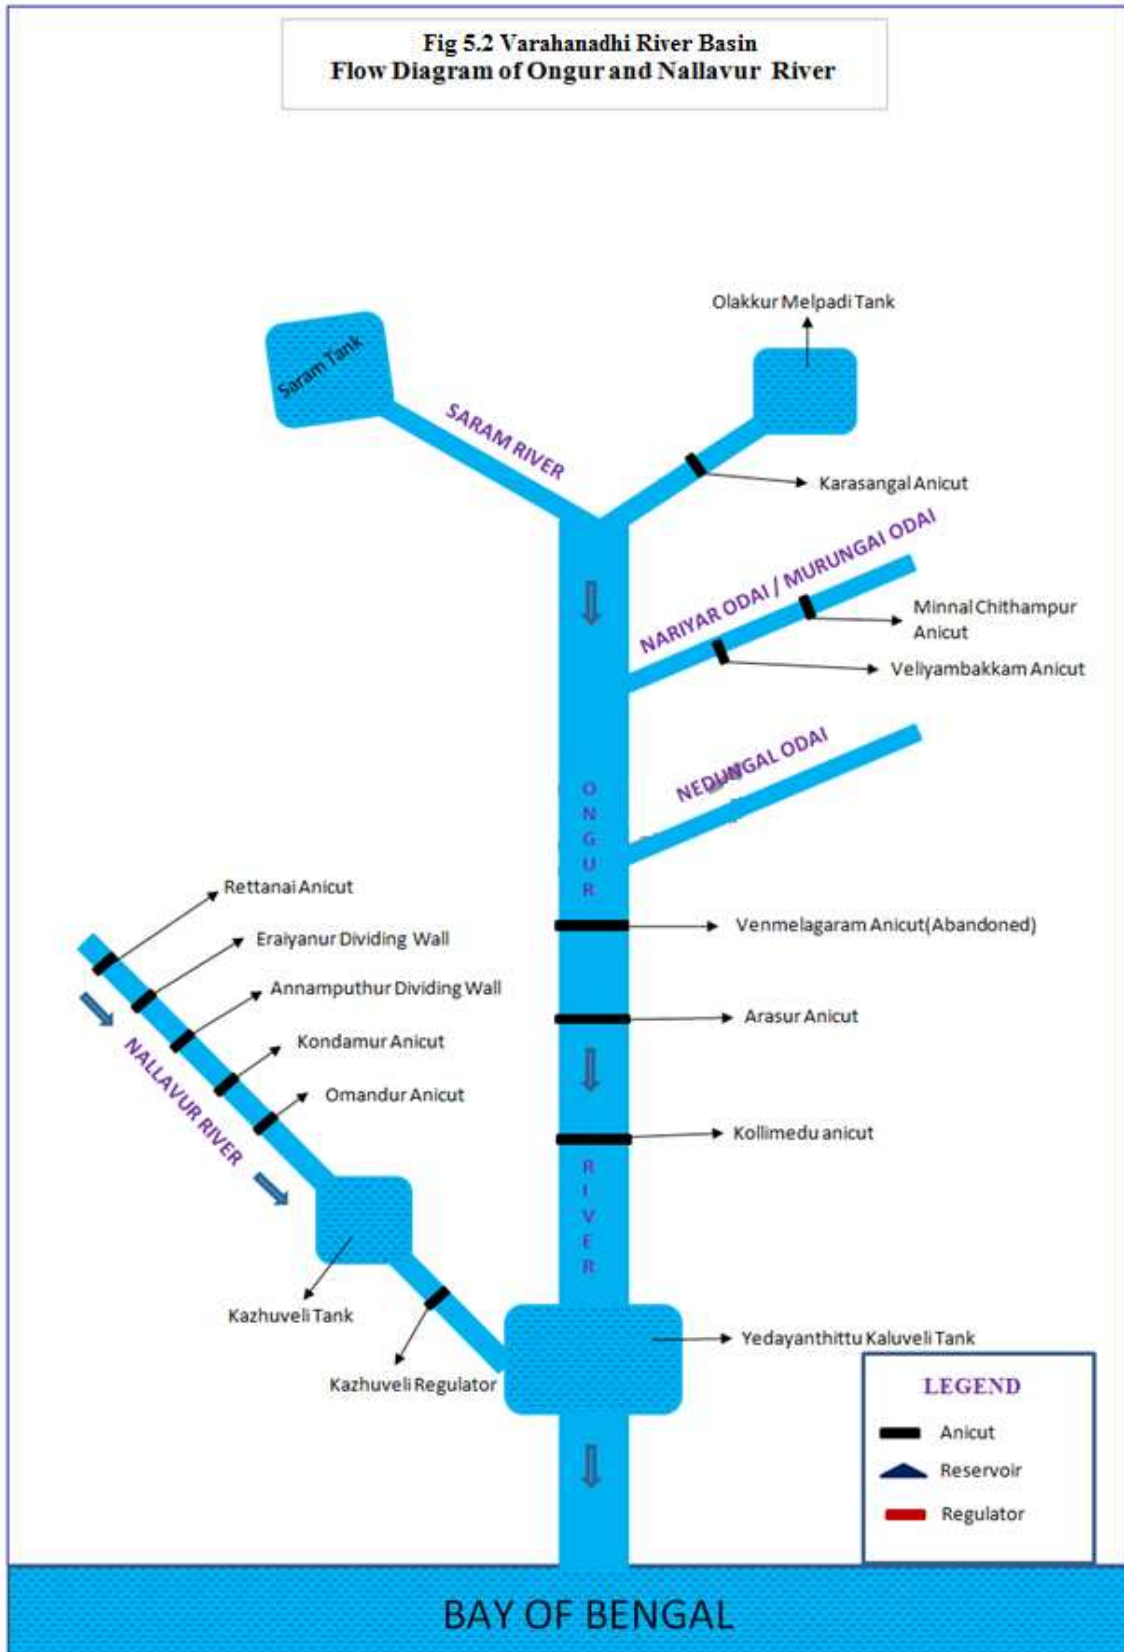 Fig 5.2 Varahanadhi River Basin
Flow Diagram of Ongur and Nallavur River
Olakkur Melpadi Tank
Saram Tank
SARAM RIVER
Karasangal Anicut
NARIYAR ODAI / MURUNGAI ODAI
Minnal Chithampur
Anicut
Veliyambakkam Anicut
NEDUNGAL ODAI
ONGUR
Rettanai Anicut
Venmelagaram Anicut(Abandoned)
Eraiyanur Dividing Wall
Annamputhur Dividing Wall
Arasur Anicut
Kondamur Anicut
Omandur Anicut
NALLAVUR RIVER
Kollimedu anicut
RIVER
Kazhuveli Tank
Yedayanthittu Kaluveli Tank
Kazhuveli Regulator
LEGEND
Anicut
Reservoir
Regulator
BAY OF BENGAL